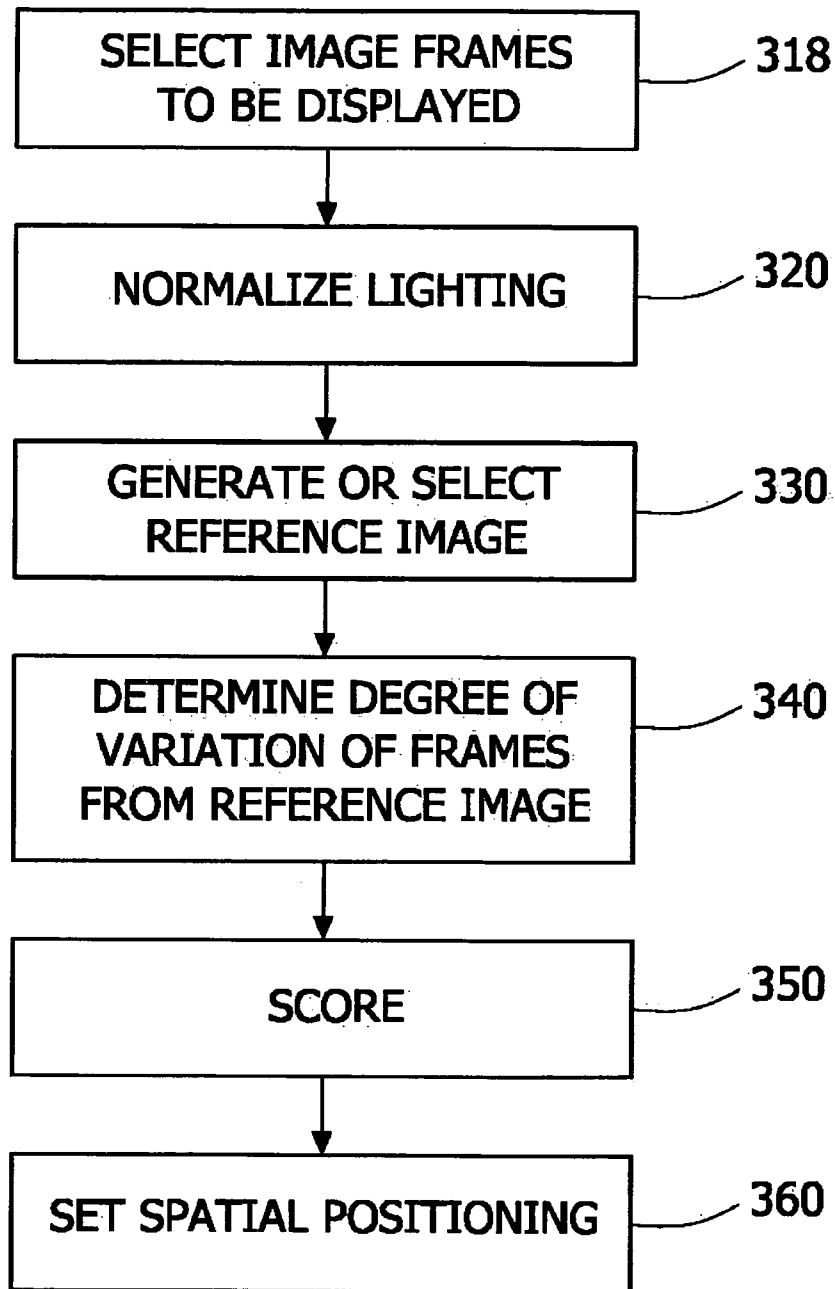 SELECT IMAGE FRAMES
TO BE DISPLAYED
318
NORMALIZE LIGHTING
320
GENERATE OR SELECT
REFERENCE IMAGE
330
DETERMINE DEGREE OF
VARIATION OF FRAMES
FROM REFERENCE IMAGE
340
SCORE
350
SET SPATIAL POSITIONING
360